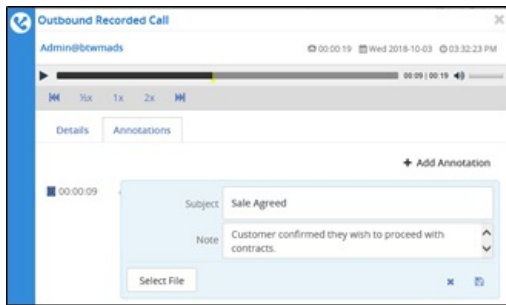 Outbound Recorded Call
Admin@btwmads 00:00:19 Wed 2018-10-03 03:32:23 PM
00:09 | 00:19
½x 1x 2x
Details Annotations
+ Add Annotation
00:00:09
Subject Sale Agreed
Note Customer confirmed they wish to proceed with
contracts.
Select File